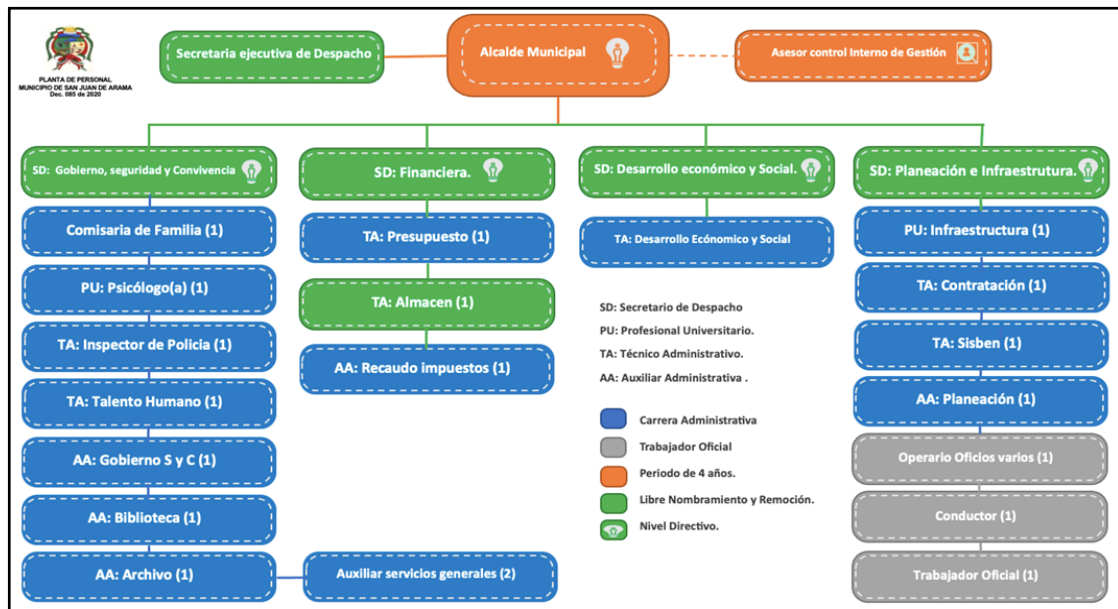 PLANTA DE PERSONAL
MUNICIPIO DE SAN JUAN DE ARAMA
Dec. 085 de 2020
Secretaria ejecutiva de Despacho
Alcalde Municipal
Asesor control Interno de Gestión
SD: Gobierno, seguridad y Convivencia
Comisaria de Familia (1)
PU: Psicólogo(a) (1)
TA: Inspector de Policia (1)
TA: Talento Humano (1)
AA: Gobierno S y C (1)
AA: Biblioteca (1)
AA: Archivo (1)
Auxiliar servicios generales (2)
SD: Financiera.
TA: Presupuesto (1)
TA: Almacen (1)
AA: Recaudo impuestos (1)
SD: Desarrollo económico y Social.
TA: Desarrollo Ecónomico y Social
SD: Secretario de Despacho
PU: Profesional Universitario.
TA: Técnico Administrativo.
AA: Auxiliar Administrativa .
Carrera Administrativa
Trabajador Oficial
Periodo de 4 años.
Libre Nombramiento y Remoción.
Nivel Directivo.
SD: Planeación e Infraestrutura.
PU: Infraestructura (1)
TA: Contratación (1)
TA: Sisben (1)
AA: Planeación (1)
Operario Oficios varios (1)
Conductor (1)
Trabajador Oficial (1)